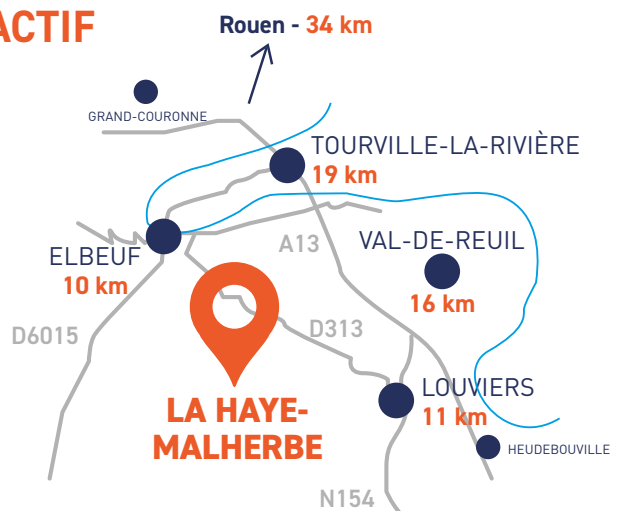 ACTIF
Rouen - 34 km
GRAND-COURONNE
TOURVILLE-LA-RIVIÈRE
19 km
A13
VAL-DE-REUIL
16 km
ELBEUF
10 km
D6015
D313
LA HAYE-
MALHERBE
LOUVIERS
11 km
HEUDEBOUVILLE
N154